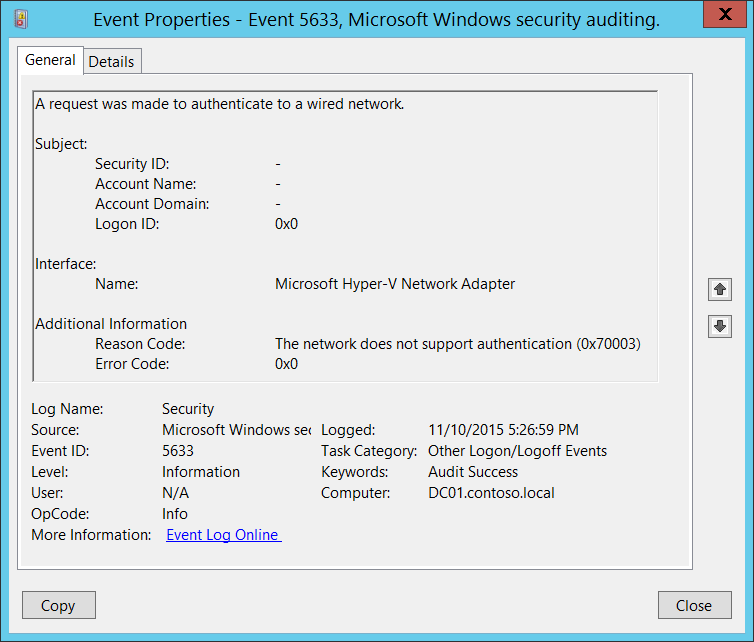 Event Properties - Event 5633, Microsoft Windows security auditing.
General Details
A request was made to authenticate to a wired network.
Subject:
Security ID: -
Account Name: -
Account Domain: -
Logon ID: 0x0
Interface:
Name: Microsoft Hyper-V Network Adapter
Additional Information
Reason Code: The network does not support authentication (0x70003)
Error Code: 0x0
Log Name: Security
Source: Microsoft Windows sec Logged: 11/10/2015 5:26:59 PM
Event ID: 5633 Task Category: Other Logon/Logoff Events
Level: Information Keywords: Audit Success
User: N/A Computer: DC01.contoso.local
OpCode: Info
More Information: Event Log Online
Copy Close